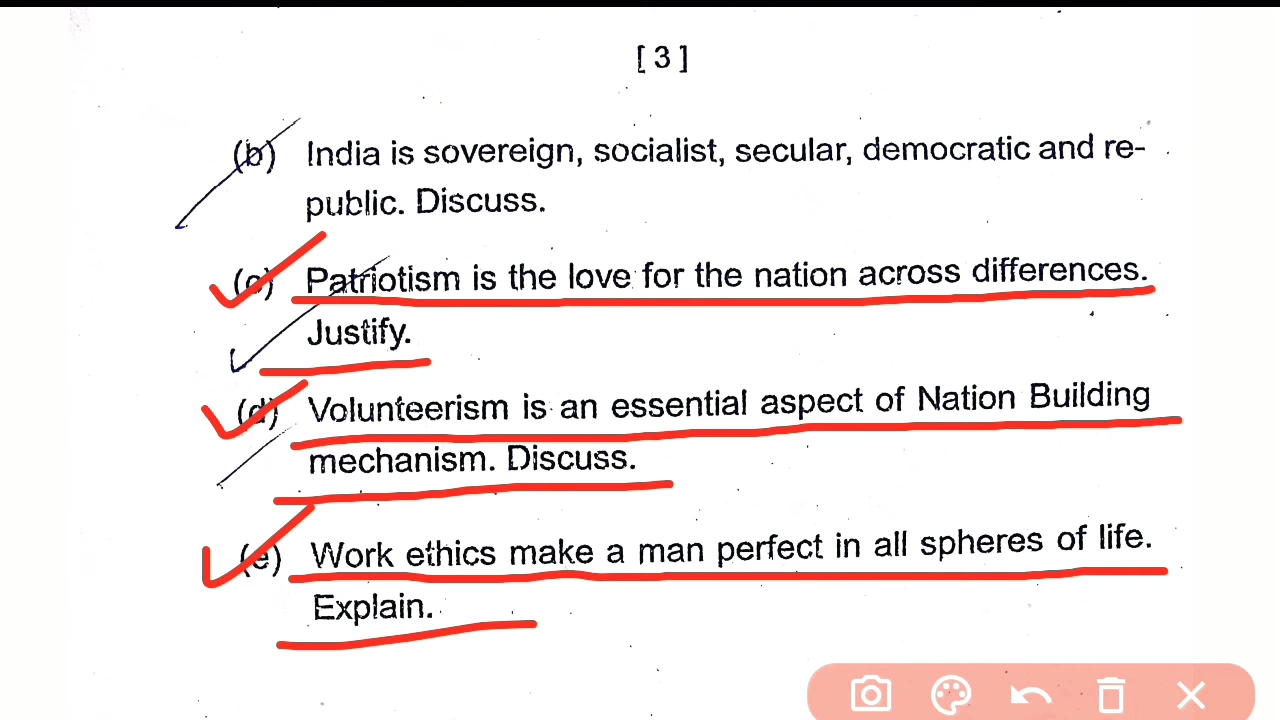 [ 3 ]
(b) India is sovereign, socialist, secular, democratic and re-
public. Discuss.
(c) Patriotism is the love for the nation across differences.
Justify.
(d) Volunteerism is an essential aspect of Nation Building
mechanism. Discuss.
(e) Work ethics make a man perfect in all spheres of life.
Explain.